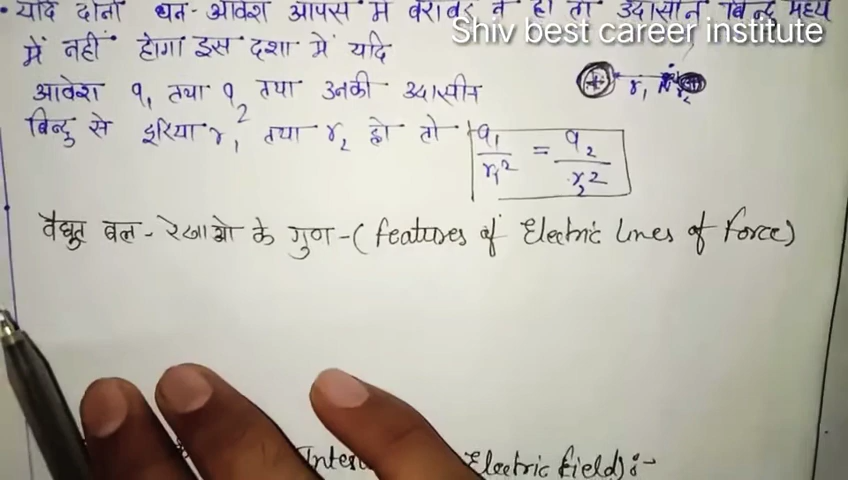 यदि दोनों धन-आवेश आपस में बराबर न हो तो उदासीन बिन्दु मध्य
Shiv best career institute
में नहीं होगा इस दशा में यदि
आवेश q₁ तथा q₂ तथा उनकी उदासीन
r₁ N r₂
बिन्दु से दूरिया r₁ तथा r₂ हो तो q₁/r₁² = q₂/r₂²
वैधुत बल-रेखाओ के गुण-(features of Electric lines of force)
Electric field):-